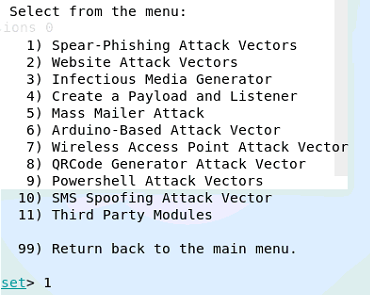 Select from the menu:
sions 0
1) Spear-Phishing Attack Vectors
2) Website Attack Vectors
3) Infectious Media Generator
4) Create a Payload and Listener
5) Mass Mailer Attack
6) Arduino-Based Attack Vector
7) Wireless Access Point Attack Vector
8) QRCode Generator Attack Vector
9) Powershell Attack Vectors
10) SMS Spoofing Attack Vector
11) Third Party Modules
99) Return back to the main menu.
set> 1